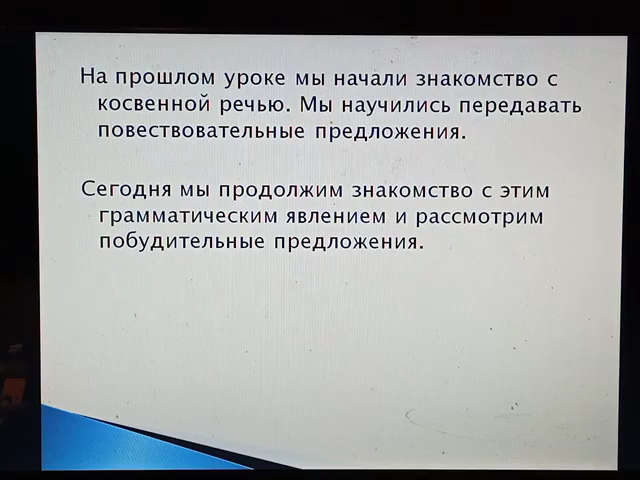 На прошлом уроке мы начали знакомство с
косвенной речью. Мы научились передавать
повествовательные предложения.
Сегодня мы продолжим знакомство с этим
грамматическим явлением и рассмотрим
побудительные предложения.